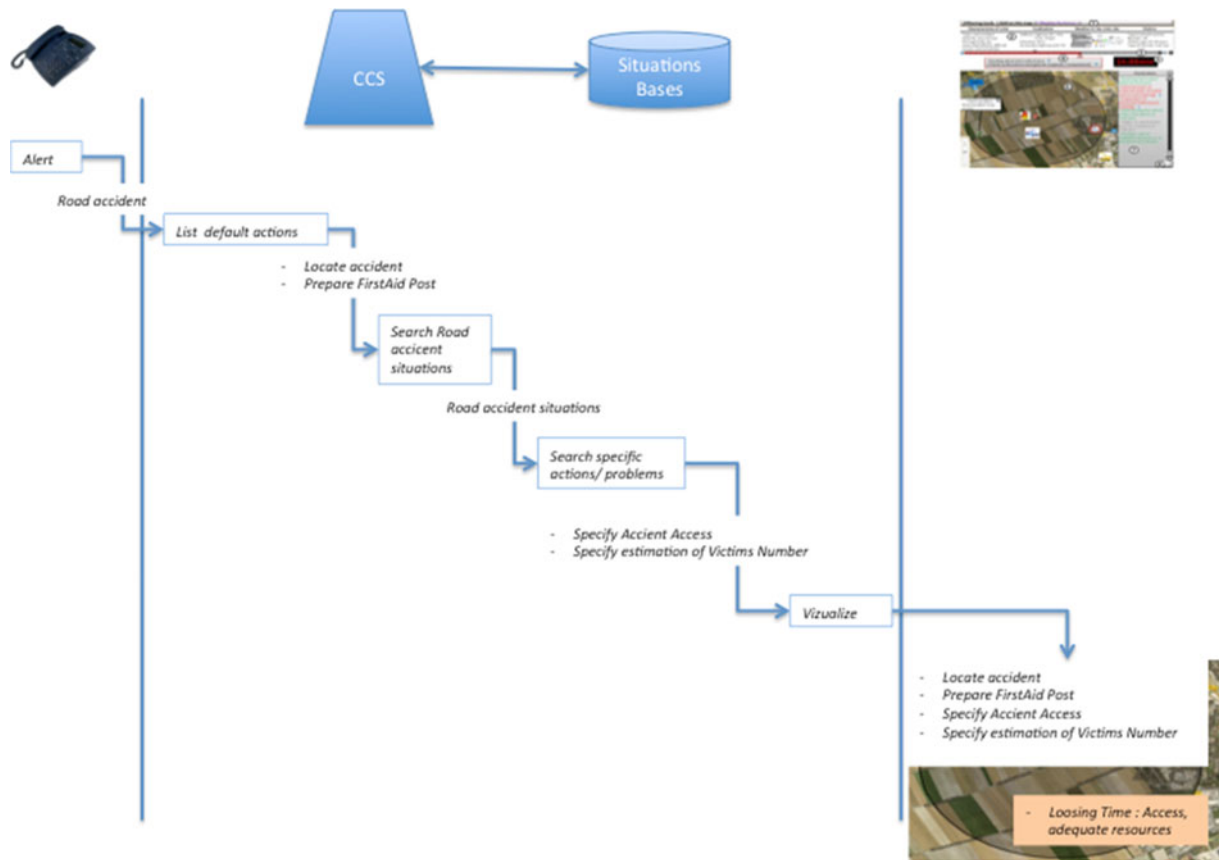 CCS
Situations
Bases
Alert
Road accident
List default actions
- Locate accident
- Prepare FirstAid Post
Search Road
accicent
situations
Road accident situations
Search specific
actions/ problems
- Specify Accient Access
- Specify estimation of Victims Number
Vizualize
- Locate accident
- Prepare FirstAid Post
- Specify Accient Access
- Specify estimation of Victims Number
- Loosing Time : Access,
adequate resources